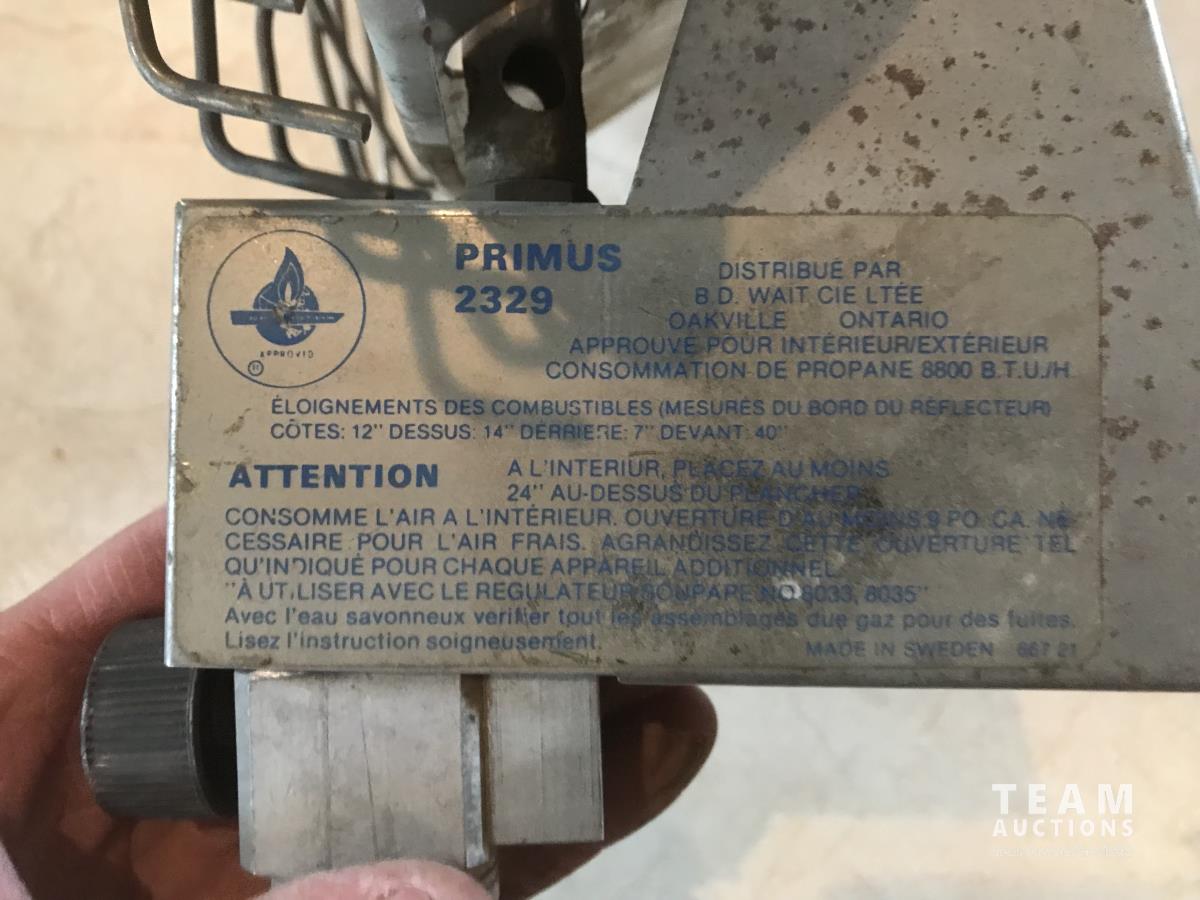 PRIMUS
2329
APPROVED
DISTRIBUÉ PAR
B.D. WAIT CIE LTÉE
OAKVILLE ONTARIO
APPROUVE POUR INTÉRIEUR/EXTÉRIEUR
CONSOMMATION DE PROPANE 8800 B.T.U./H
ÉLOIGNEMENTS DES COMBUSTIBLES (MESURÉS DU BORD DU RÉFLECTEUR)
CÔTES: 12" DESSUS: 14" DERRIERE: 7" DEVANT: 40"
ATTENTION
A L'INTERIUR, PLACEZ AU MOINS
24" AU-DESSUS DU PLANCHER
CONSOMME L'AIR A L'INTÉRIEUR. OUVERTURE D'AU MOINS 9 PO. CA. NÉ
CESSAIRE POUR L'AIR FRAIS. AGRANDISSEZ CETTE OUVERTURE TEL
QU'INDIQUÉ POUR CHAQUE APPAREIL ADDITIONNEL
"À UTILISER AVEC LE REGULATEUR SOUPAPE NO 8033, 8035"
Avec l'eau savonneux verifier tout les assemblages due gaz pour des fuites.
Lisez l'instruction soigneusement.
MADE IN SWEDEN 667 21
TEAM
AUCTIONS